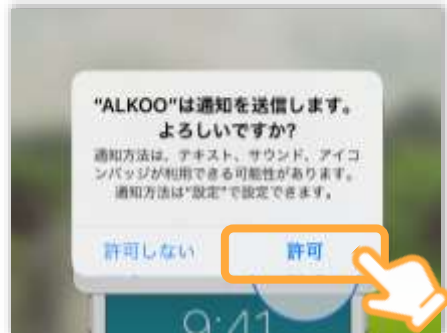 "ALKOO"は通知を送信します。
よろしいですか?
通知方法は、テキスト、サウンド、アイコ
ンバッジが利用できる可能性があります。
通知方法は"設定"で設定できます。
許可しない
許可
9:41